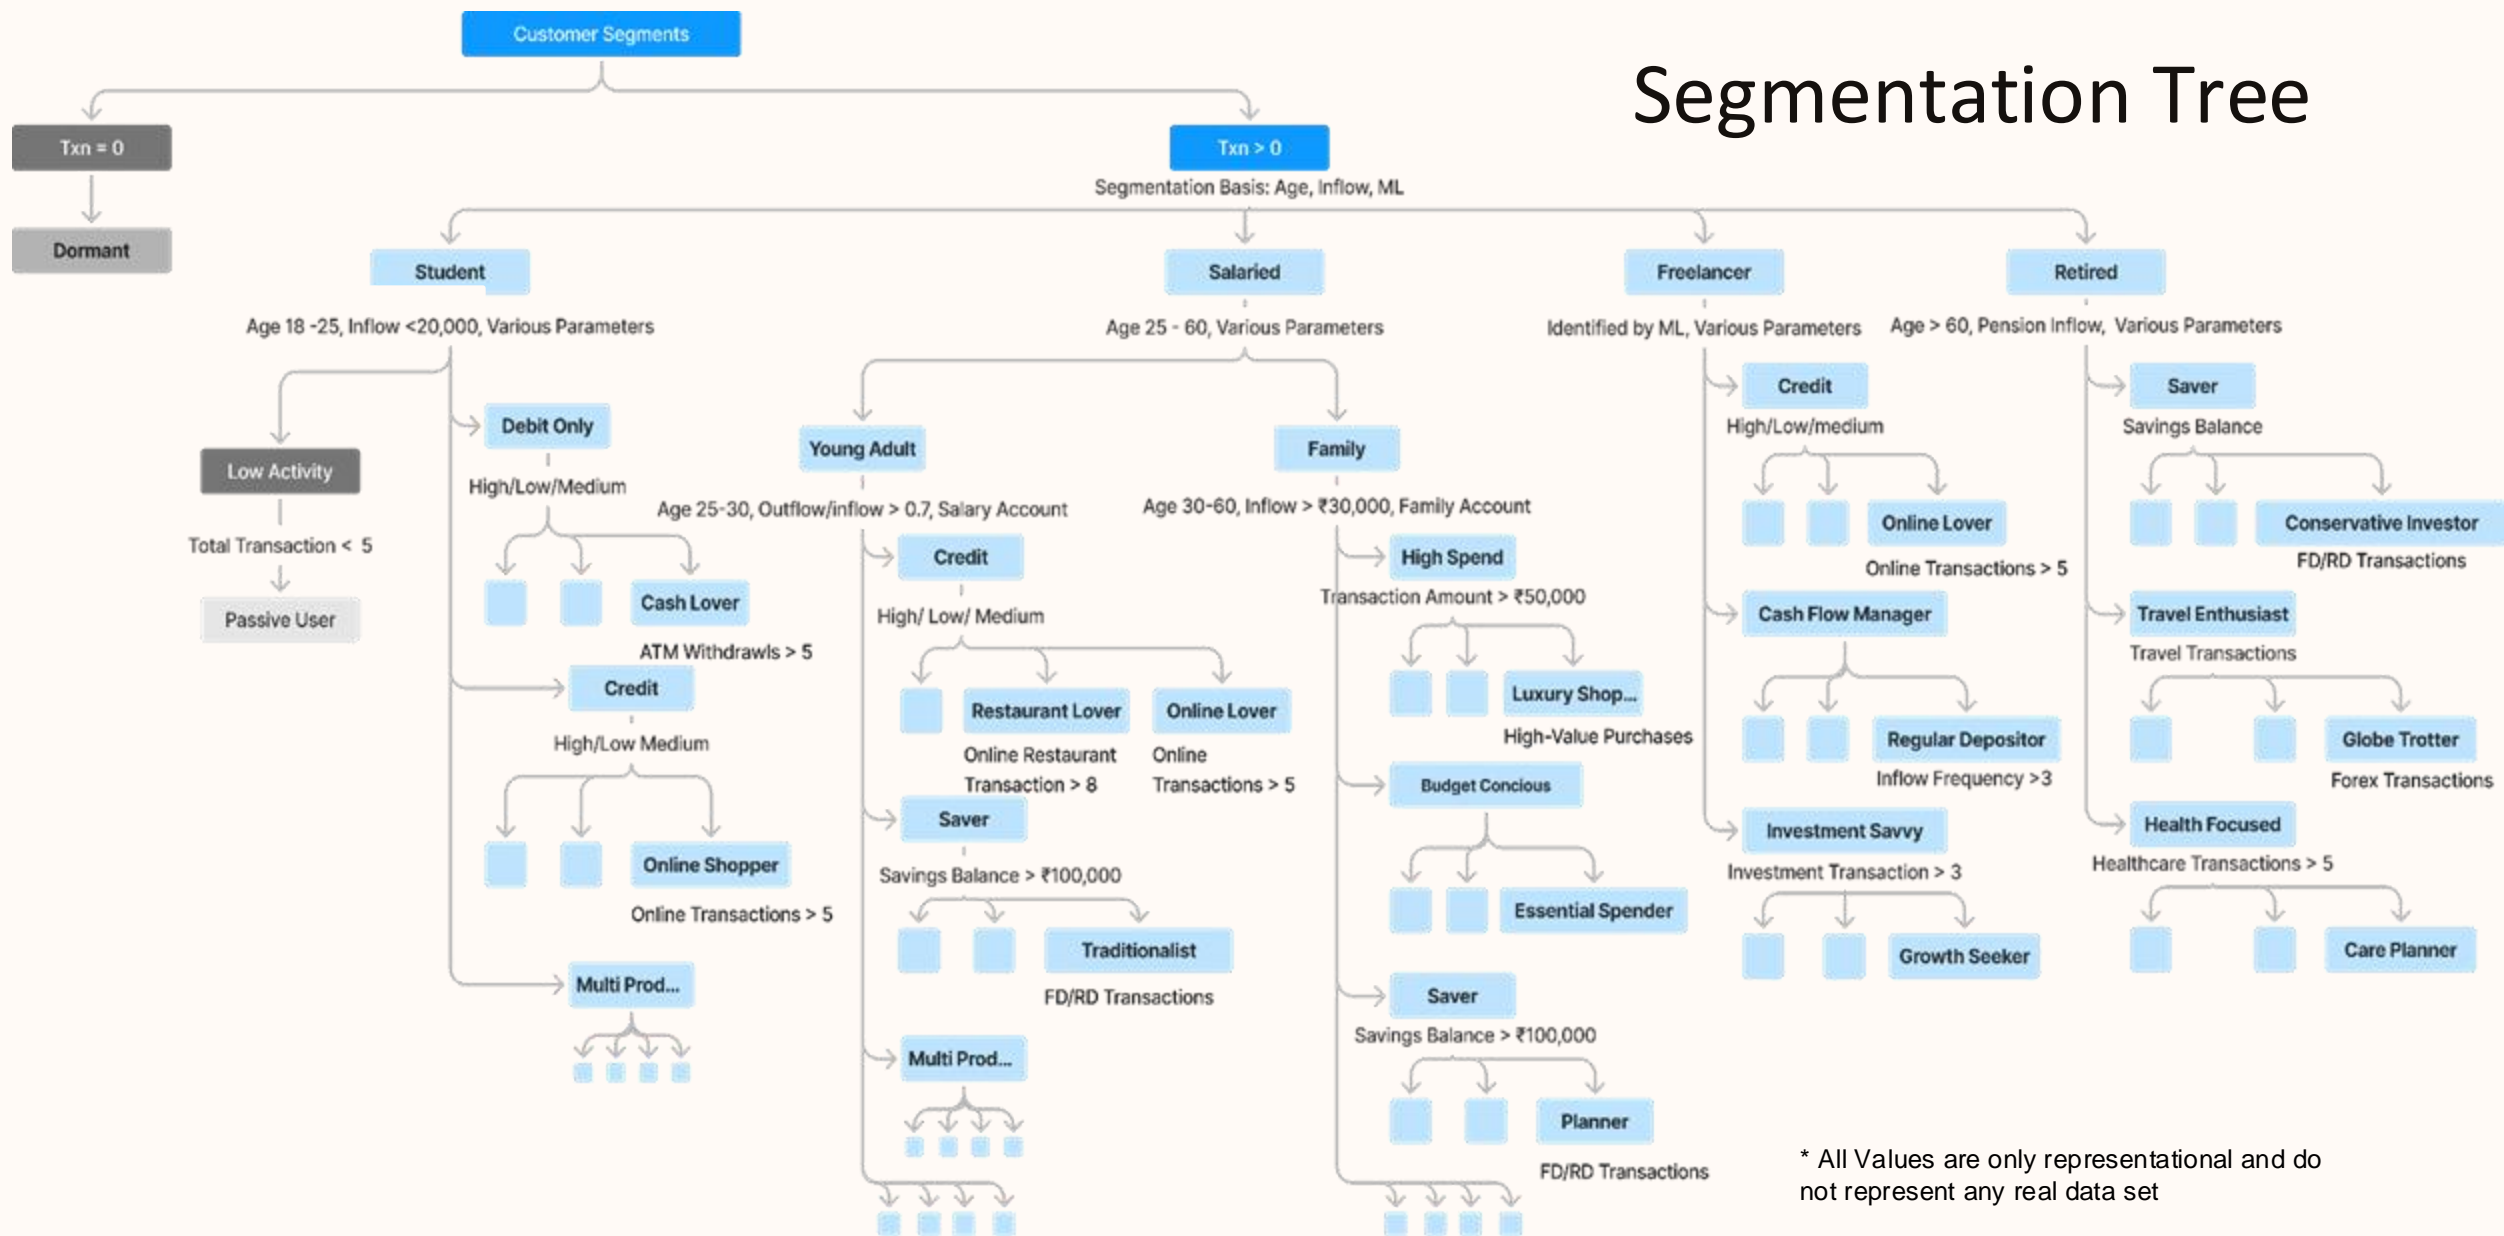 Customer Segments
Segmentation Tree
Txn = 0
Txn > 0
Segmentation Basis: Age, Inflow, ML
Dormant
Student
Salaried
Freelancer
Retired
Age 18 -25, Inflow <20,000, Various Parameters
Age 25 - 60, Various Parameters
Identified by ML, Various Parameters
Age > 60, Pension Inflow, Various Parameters
Low Activity
Total Transaction < 5
Passive User
Debit Only
High/Low/Medium
Cash Lover
ATM Withdrawls > 5
Credit
High/Low Medium
Online Shopper
Online Transactions > 5
Multi Prod...
Young Adult
Age 25-30, Outflow/inflow > 0.7, Salary Account
Credit
High/ Low/ Medium
Restaurant Lover
Online Restaurant
Transaction > 8
Online Lover
Online
Transactions > 5
Saver
Savings Balance > ₹100,000
Traditionalist
FD/RD Transactions
Multi Prod...
Family
Age 30-60, Inflow > ₹30,000, Family Account
High Spend
Transaction Amount > ₹50,000
Luxury Shop...
High-Value Purchases
Budget Concious
Essential Spender
Saver
Savings Balance > ₹100,000
Planner
FD/RD Transactions
Credit
High/Low/medium
Online Lover
Online Transactions > 5
Cash Flow Manager
Regular Depositor
Inflow Frequency >3
Investment Savvy
Investment Transaction > 3
Growth Seeker
Saver
Savings Balance
Conservative Investor
FD/RD Transactions
Travel Enthusiast
Travel Transactions
Globe Trotter
Forex Transactions
Health Focused
Healthcare Transactions > 5
Care Planner
* All Values are only representational and do
not represent any real data set